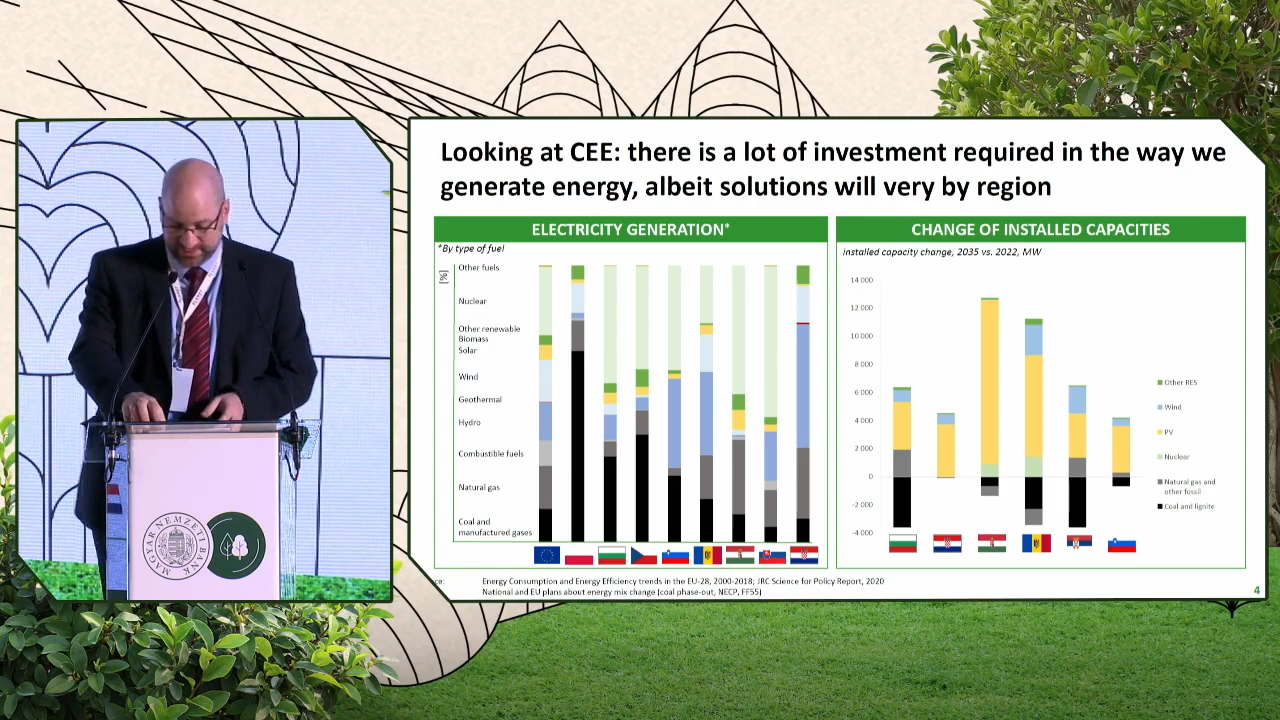 Looking at CEE: there is a lot of investment required in the way we
generate energy, albeit solutions will very by region
ELECTRICITY GENERATION*
*By type of fuel
[%]
Other fuels
Nuclear
Other renewable
Biomass
Solar
Wind
Geothermal
Hydro
Combustible fuels
Natural gas
Coal and
manufactured gases
CHANGE OF INSTALLED CAPACITIES
installed capacity change, 2035 vs. 2022, MW
14 000
12 000
10 000
8 000
6 000
4 000
2 000
0
-2 000
-4 000
Other RES
Wind
PV
Nuclear
Natural gas and
other fossil
Coal and lignite
ce:
Energy Consumption and Energy Efficiency trends in the EU-28, 2000-2018; JRC Science for Policy Report, 2020
National and EU plans about energy mix change (coal phase-out, NECP, FF55)
4
MAGYAR NEMZETI BANK